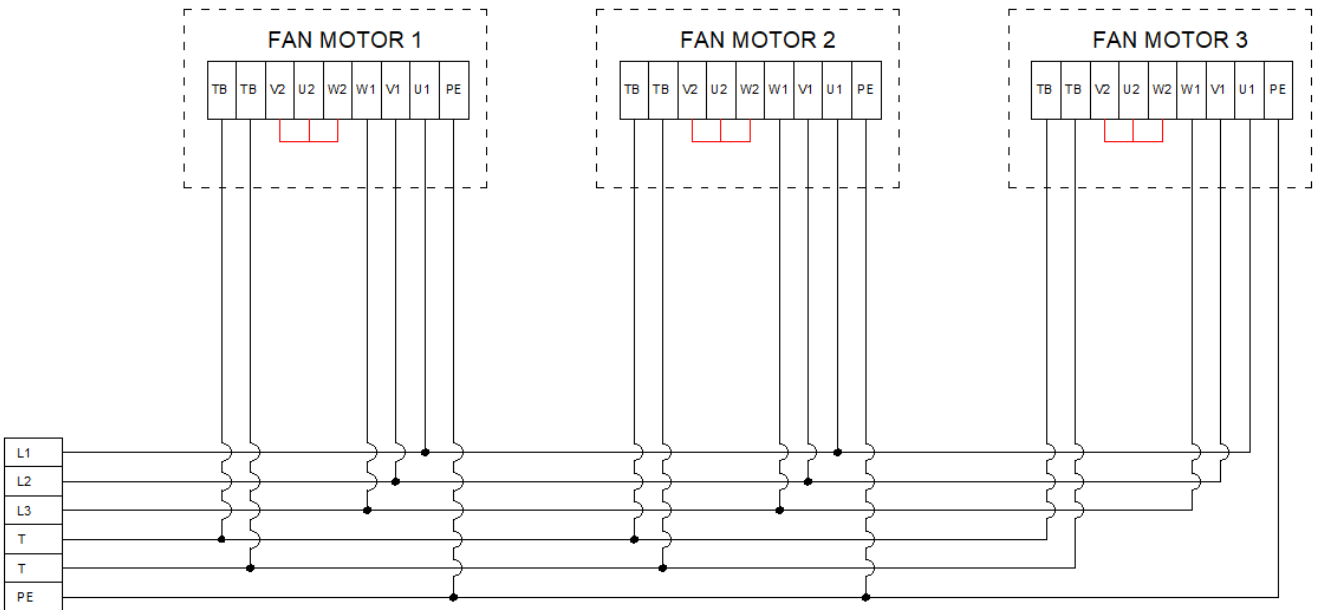 FAN MOTOR 1 FAN MOTOR 2 FAN MOTOR 3
TB TB V2 U2 W2 W1 V1 U1 PE TB TB V2 U2 W2 W1 V1 U1 PE TB TB V2 U2 W2 W1 V1 U1 PE
L1
L2
L3
T
T
PE